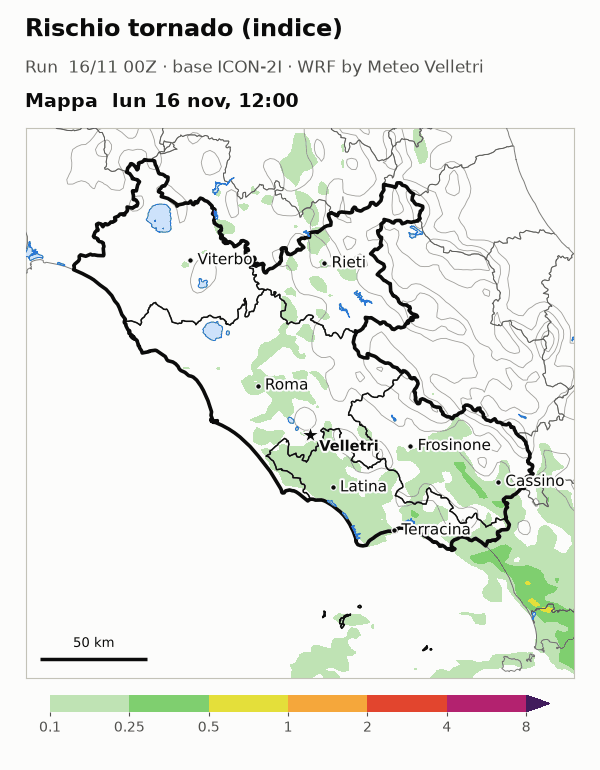 Rischio tornado (indice)
Run  16/11 00Z · base ICON-2I · WRF by Meteo Velletri
Mappa  lun 16 nov, 12:00
Viterbo
Rieti
Roma
Velletri
Frosinone
Cassino
Latina
Terracina
50 km
0.1 0.25 0.5 1 2 4 8